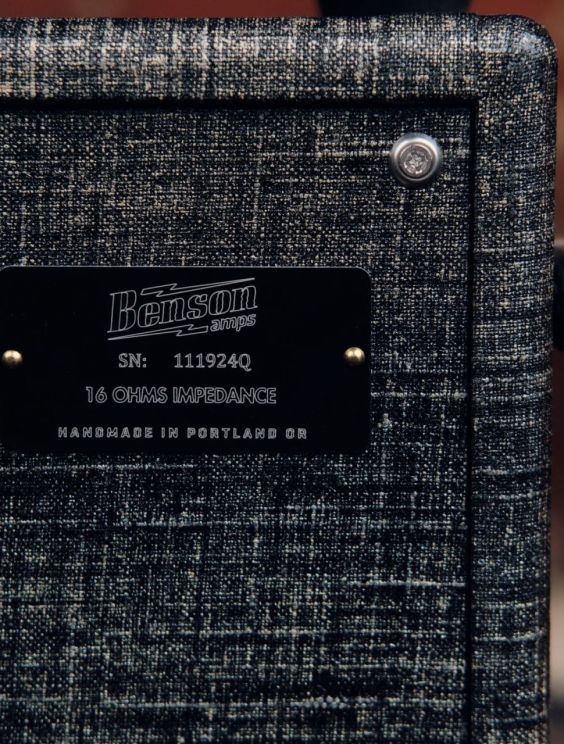 Benson
amps
SN: 111924Q
16 OHMS IMPEDANCE
HANDMADE IN PORTLAND OR